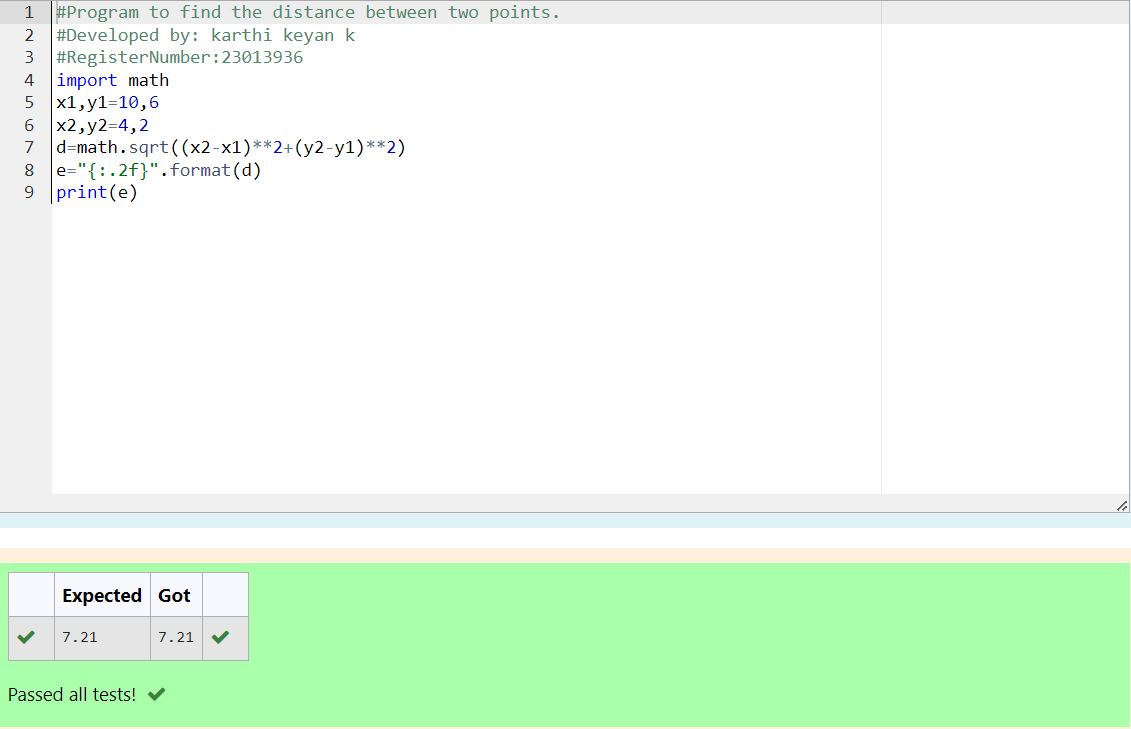 1 #Program to find the distance between two points.
2 #Developed by: karthi keyan k
3 #RegisterNumber:23013936
4 import math
5 x1,y1=10,6
6 x2,y2=4,2
7 d=math.sqrt((x2-x1)**2+(y2-y1)**2)
8 e="{:.2f}".format(d)
9 print(e)
Expected Got
7.21 7.21
Passed all tests!